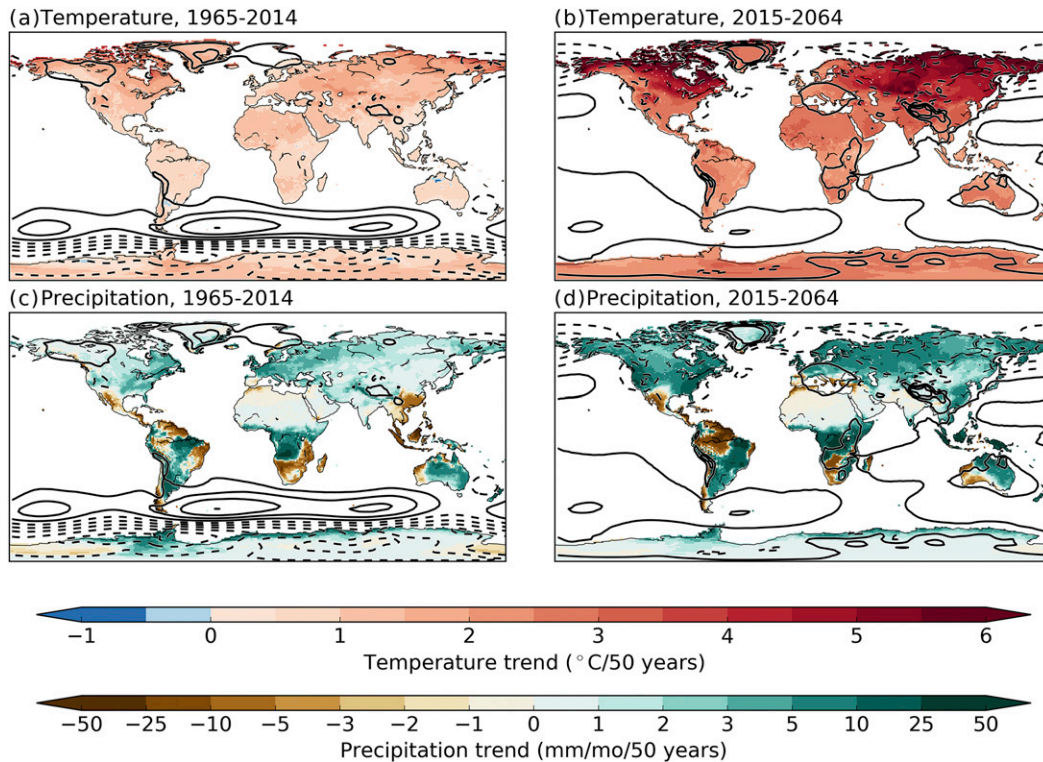 (a)Temperature, 1965-2014
(b)Temperature, 2015-2064
(c)Precipitation, 1965-2014
(d)Precipitation, 2015-2064
−1 0 1 2 3 4 5 6
Temperature trend (°C/50 years)
−50 −25 −10 −5 −3 −2 −1 0 1 2 3 5 10 25 50
Precipitation trend (mm/mo/50 years)